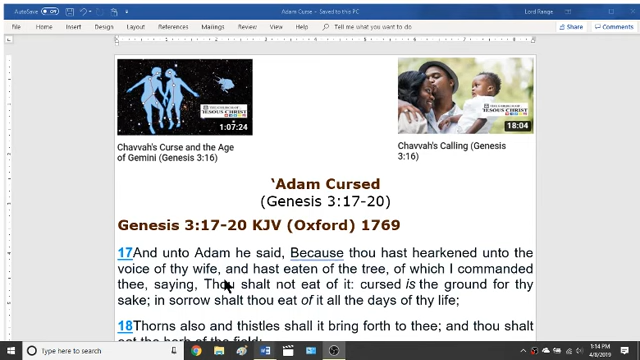 AutoSave Off
Adam Curse - Saved to this PC
Lord Range
File Home Insert Design Layout References Mailings Review View Help Tell me what you want to do Share Comments
1:07:24
18:04
Chavvah's Curse and the Age
of Gemini (Genesis 3:16)
Chavvah's Calling (Genesis
3:16)
‘Adam Cursed
(Genesis 3:17-20)
Genesis 3:17-20 KJV (Oxford) 1769
17And unto Adam he said, Because thou hast hearkened unto the
voice of thy wife, and hast eaten of the tree, of which I commanded
thee, saying, Thou shalt not eat of it: cursed is the ground for thy
sake; in sorrow shalt thou eat of it all the days of thy life;
18Thorns also and thistles shall it bring forth to thee; and thou shalt
eat the herb of the field;
Type here to search
1:14 PM
4/8/2019